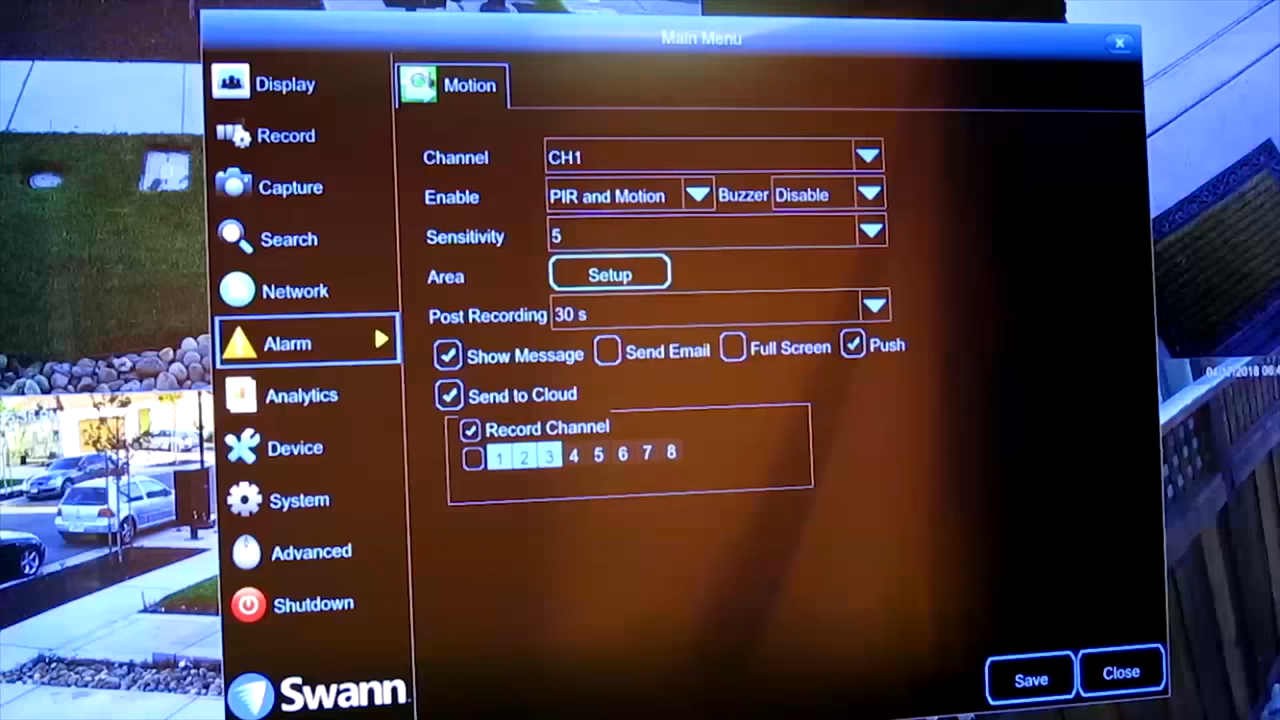 Main Menu
Display
Record
Capture
Search
Network
Alarm
Analytics
Device
System
Advanced
Shutdown
Swann
Motion
Channel CH1
Enable PIR and Motion Buzzer Disable
Sensitivity 5
Area Setup
Post Recording 30 s
Show Message Send Email Full Screen Push
Send to Cloud
Record Channel
1 2 3 4 5 6 7 8
Save Close